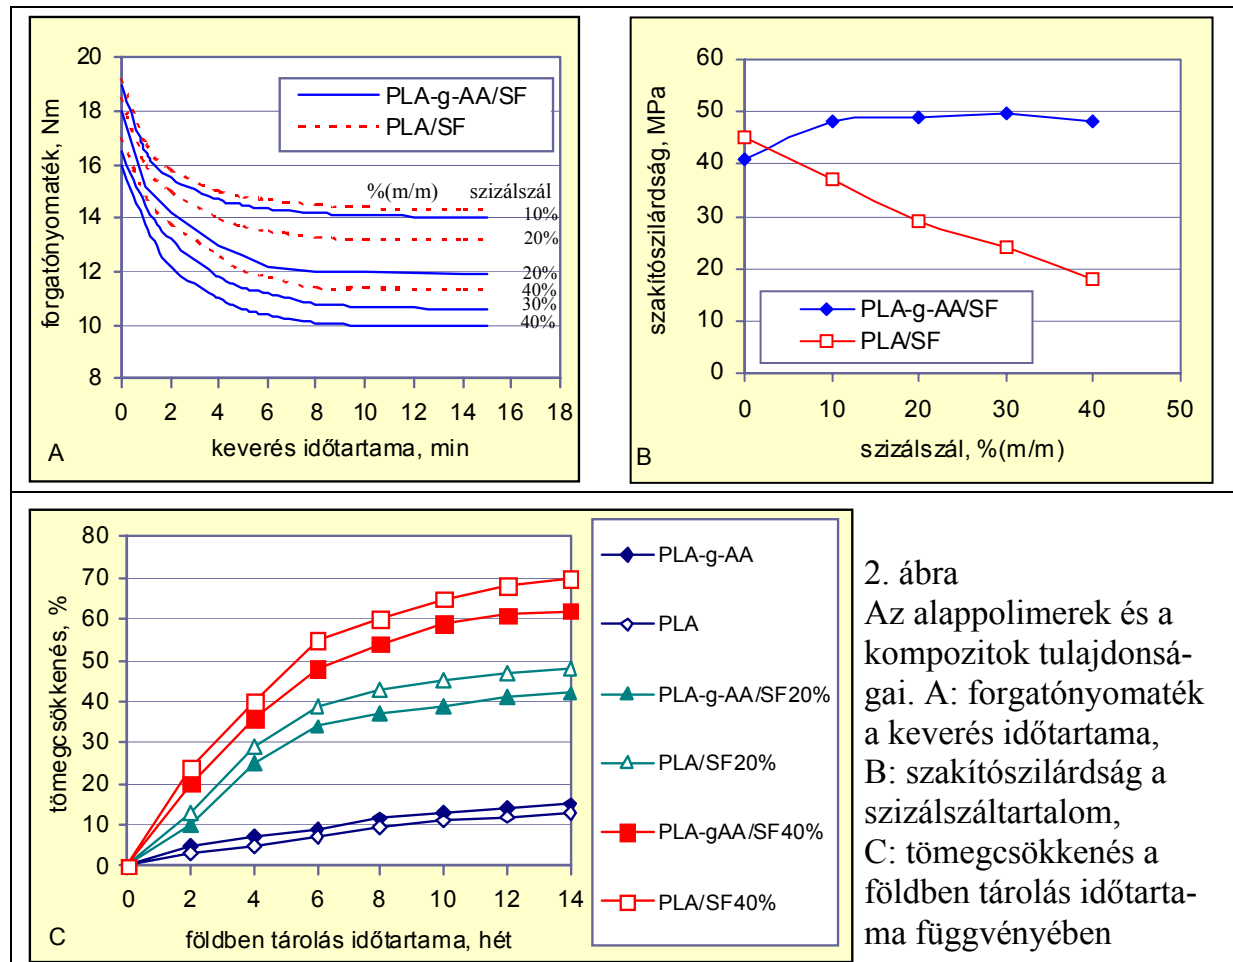 20
18
16
14
12
10
8
forgatónyomaték, Nm
PLA-g-AA/SF
PLA/SF
%(m/m) szizálszál
10%
20%
20%
40%
30%
40%
0 2 4 6 8 10 12 14 16 18
keverés időtartama, min
A
60
50
40
30
20
10
0
szakítószilárdság, MPa
PLA-g-AA/SF
PLA/SF
0 10 20 30 40 50
szizálszál, %(m/m)
B
80
70
60
50
40
30
20
10
0
tömegcsökkenés, %
0 2 4 6 8 10 12 14
földben tárolás időtartama, hét
C
PLA-g-AA
PLA
PLA-g-AA/SF20%
PLA/SF20%
PLA-gAA/SF40%
PLA/SF40%
2. ábra
Az alappolimerek és a
kompozitok tulajdonsá-
gai. A: forgatónyomaték
a keverés időtartama,
B: szakítószilárdság a
szizálszáltartalom,
C: tömegcsökkenés a
földben tárolás időtarta-
ma függvényében